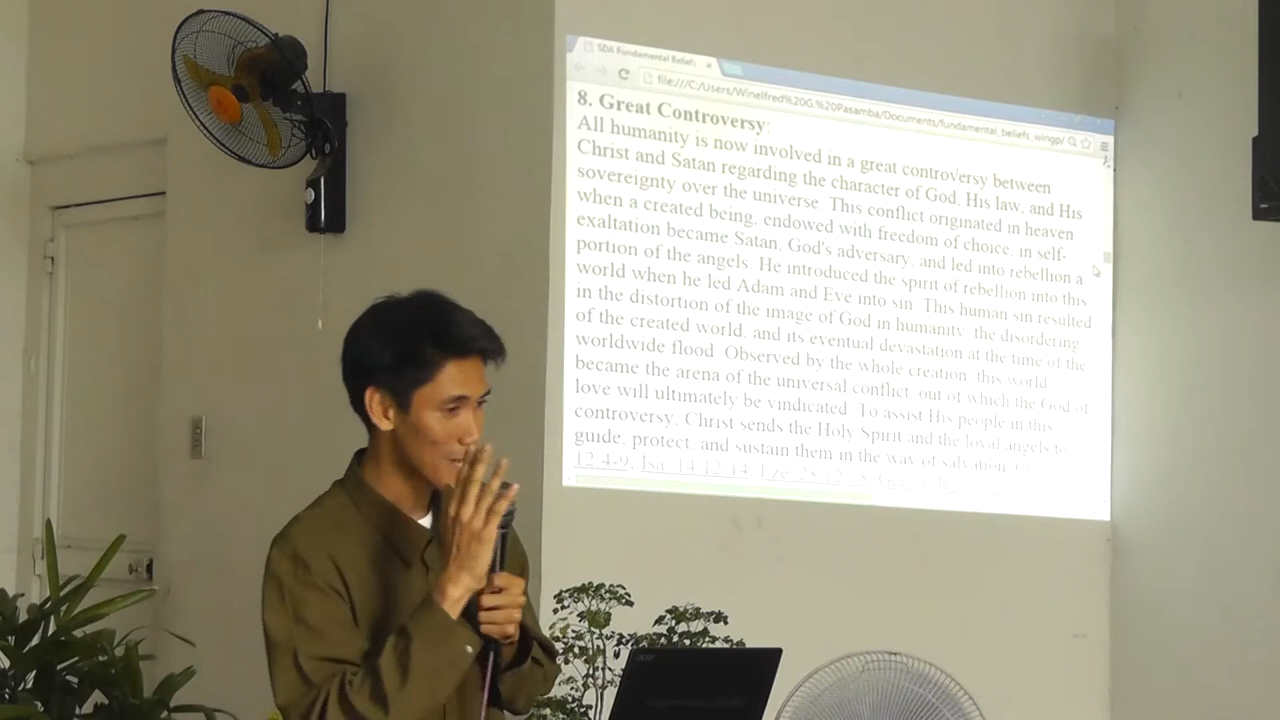 SDA Fundamental Beliefs
file:///C:/Users/Winelfred%20G.%20Pasamba/Documents/fundamental_beliefs_wingp/
8. Great Controversy:
All humanity is now involved in a great controversy between
Christ and Satan regarding the character of God, His law, and His
sovereignty over the universe. This conflict originated in heaven
when a created being, endowed with freedom of choice, in self-
exaltation became Satan, God's adversary, and led into rebellion a
portion of the angels. He introduced the spirit of rebellion into this
world when he led Adam and Eve into sin. This human sin resulted
in the distortion of the image of God in humanity, the disordering
of the created world, and its eventual devastation at the time of the
worldwide flood. Observed by the whole creation, this world
became the arena of the universal conflict, out of which the God of
love will ultimately be vindicated. To assist His people in this
controversy, Christ sends the Holy Spirit and the loyal angels to
guide, protect, and sustain them in the way of salvation.
12:4-9, Isa. 14:12-14, Eze. 28:12-18, Gen.
acer